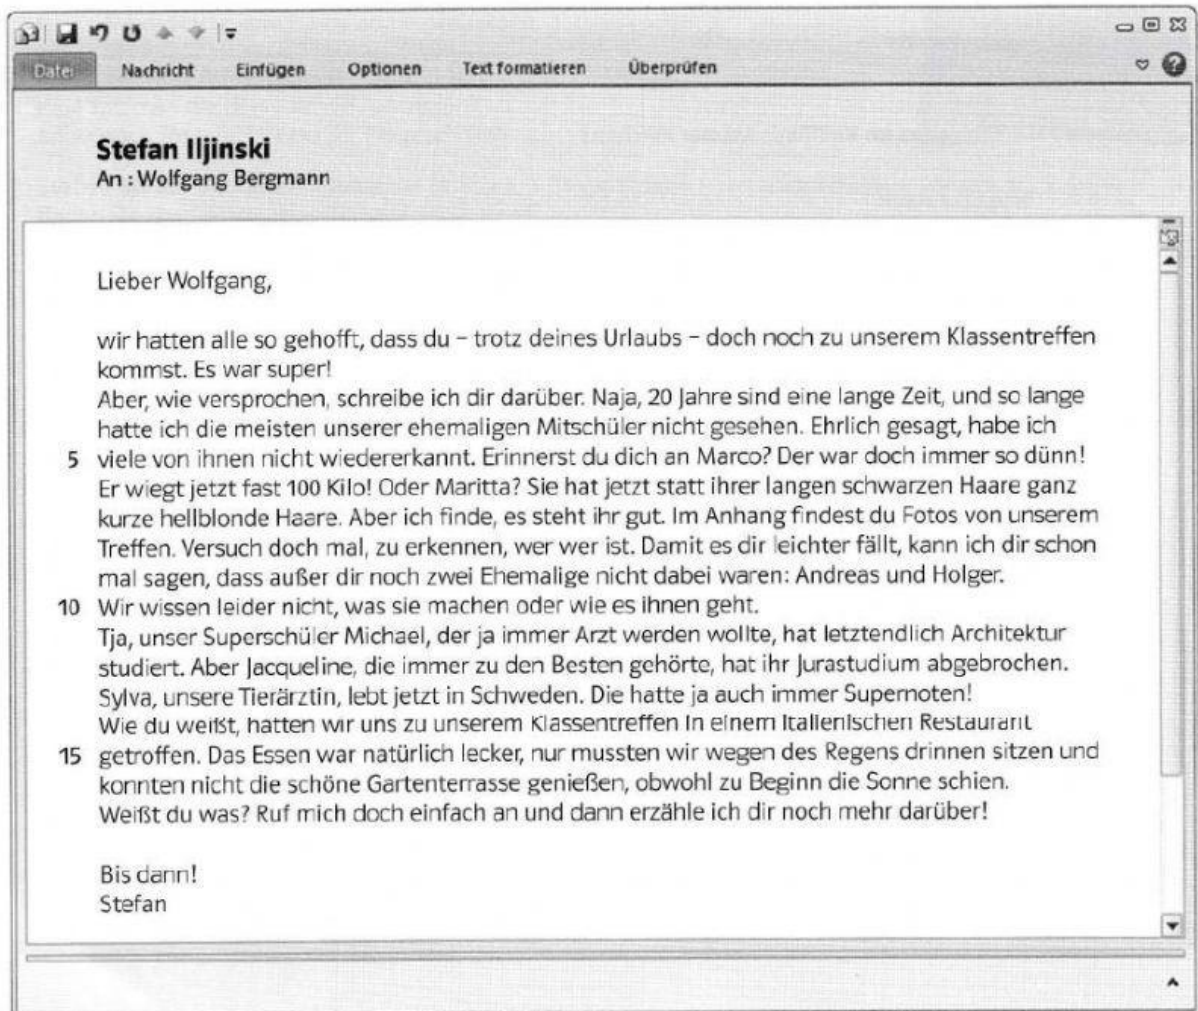 Datei Nachricht Einfügen Optionen Text formatieren Überprüfen
Stefan Iljinski
An : Wolfgang Bergmann
Lieber Wolfgang,
wir hatten alle so gehofft, dass du – trotz deines Urlaubs – doch noch zu unserem Klassentreffen
kommst. Es war super!
Aber, wie versprochen, schreibe ich dir darüber. Naja, 20 Jahre sind eine lange Zeit, und so lange
hatte ich die meisten unserer ehemaligen Mitschüler nicht gesehen. Ehrlich gesagt, habe ich
5 viele von ihnen nicht wiedererkannt. Erinnerst du dich an Marco? Der war doch immer so dünn!
Er wiegt jetzt fast 100 Kilo! Oder Maritta? Sie hat jetzt statt ihrer langen schwarzen Haare ganz
kurze hellblonde Haare. Aber ich finde, es steht ihr gut. Im Anhang findest du Fotos von unserem
Treffen. Versuch doch mal, zu erkennen, wer wer ist. Damit es dir leichter fällt, kann ich dir schon
mal sagen, dass außer dir noch zwei Ehemalige nicht dabei waren: Andreas und Holger.
10 Wir wissen leider nicht, was sie machen oder wie es ihnen geht.
Tja, unser Superschüler Michael, der ja immer Arzt werden wollte, hat letztendlich Architektur
studiert. Aber Jacqueline, die immer zu den Besten gehörte, hat ihr Jurastudium abgebrochen.
Sylva, unsere Tierärztin, lebt jetzt in Schweden. Die hatte ja auch immer Supernoten!
Wie du weißt, hatten wir uns zu unserem Klassentreffen in einem italienischen Restaurant
15 getroffen. Das Essen war natürlich lecker, nur mussten wir wegen des Regens drinnen sitzen und
konnten nicht die schöne Gartenterrasse genießen, obwohl zu Beginn die Sonne schien.
Weißt du was? Ruf mich doch einfach an und dann erzähle ich dir noch mehr darüber!
Bis dann!
Stefan